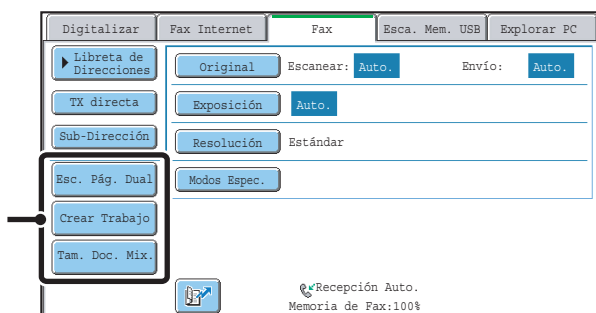 Digitalizar Fax Internet Fax Esca. Mem. USB Explorar PC
Libreta de
Direcciones
Original Escanear: Auto. Envío: Auto.
TX directa
Exposición Auto.
Sub-Dirección
Resolución Estándar
Esc. Pág. Dual
Modos Espec.
Crear Trabajo
Tam. Doc. Mix.
Recepción Auto.
Memoria de Fax:100%